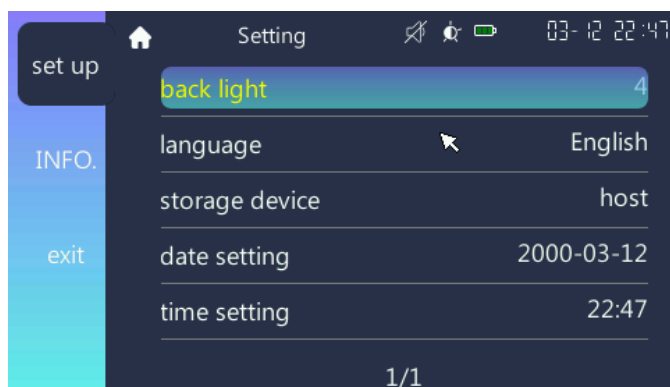 set up
INFO.
exit
Setting
03-12 22:47
back light 4
language English
storage device host
date setting 2000-03-12
time setting 22:47
1/1